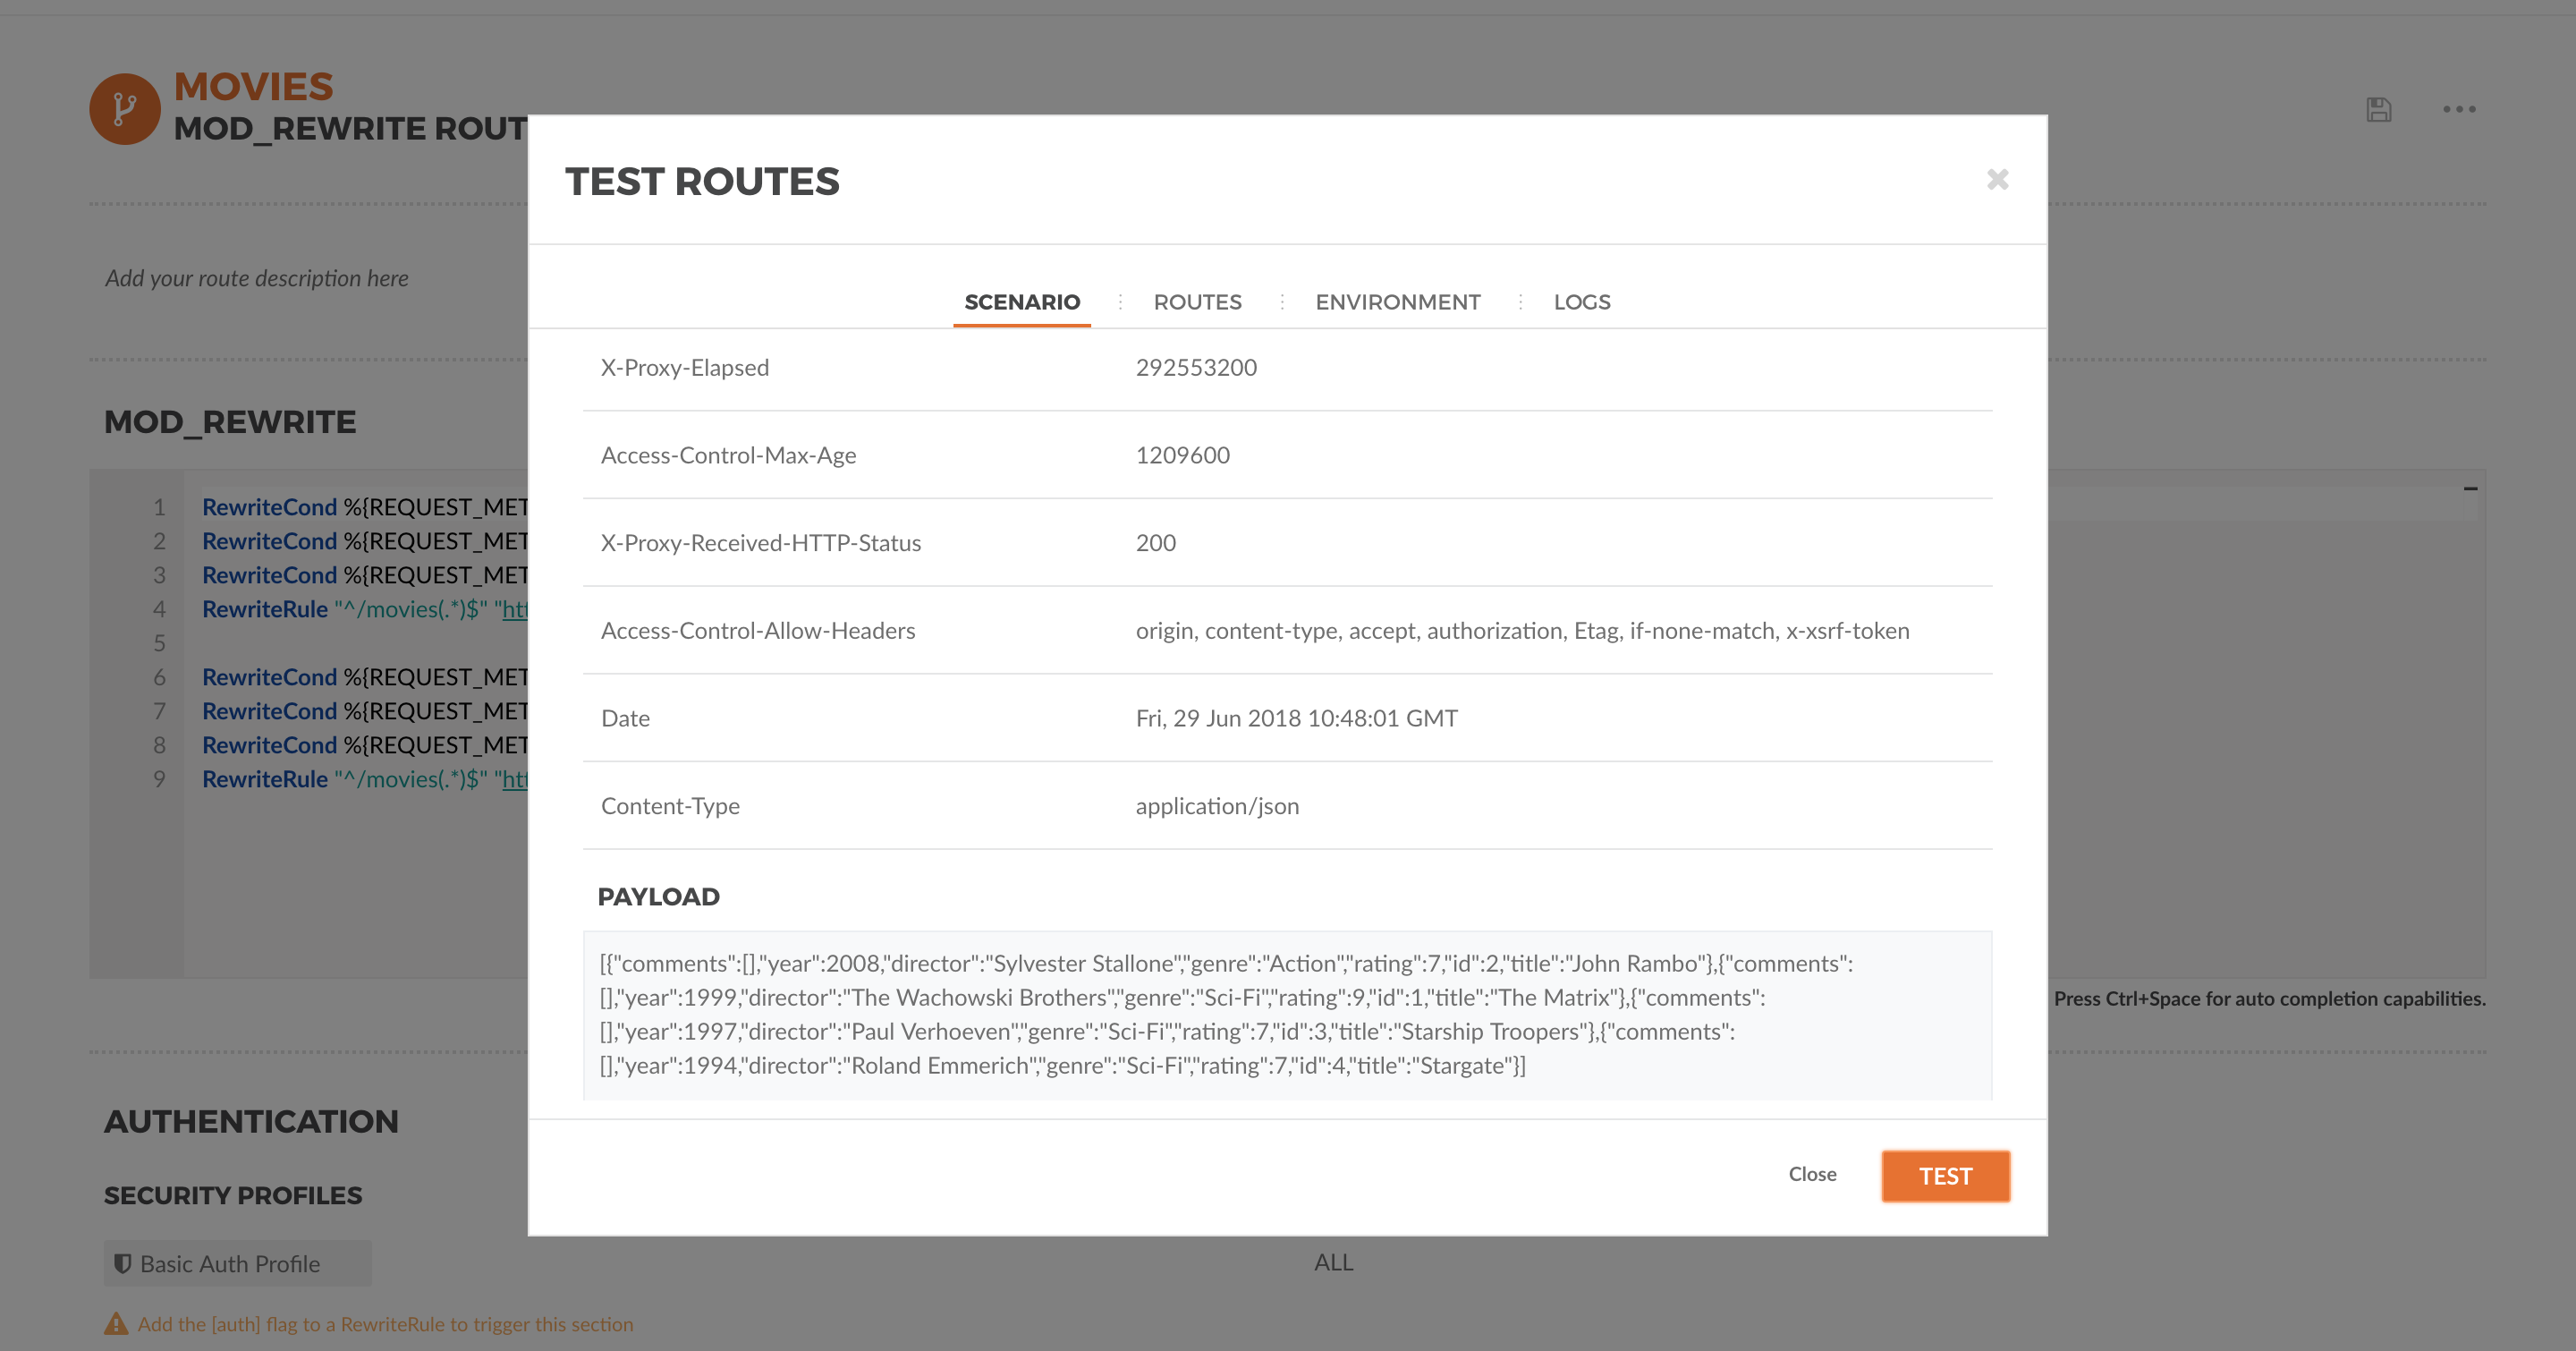 MOVIES
MOD_REWRITE ROUT
Add your route description here
MOD_REWRITE
1 RewriteCond %{REQUEST_MET
2 RewriteCond %{REQUEST_MET
3 RewriteCond %{REQUEST_MET
4 RewriteRule "^/movies(.*)$" "htt
5
6 RewriteCond %{REQUEST_MET
7 RewriteCond %{REQUEST_MET
8 RewriteCond %{REQUEST_MET
9 RewriteRule "^/movies(.*)$" "htt
Press Ctrl+Space for auto completion capabilities.
AUTHENTICATION
SECURITY PROFILES
Basic Auth Profile
ALL
Add the [auth] flag to a RewriteRule to trigger this section
TEST ROUTES
SCENARIO ROUTES ENVIRONMENT LOGS
X-Proxy-Elapsed 292553200
Access-Control-Max-Age 1209600
X-Proxy-Received-HTTP-Status 200
Access-Control-Allow-Headers origin, content-type, accept, authorization, Etag, if-none-match, x-xsrf-token
Date Fri, 29 Jun 2018 10:48:01 GMT
Content-Type application/json
PAYLOAD
[{"comments":[],"year":2008,"director":"Sylvester Stallone","genre":"Action","rating":7,"id":2,"title":"John Rambo"},{"comments":
[],"year":1999,"director":"The Wachowski Brothers","genre":"Sci-Fi","rating":9,"id":1,"title":"The Matrix"},{"comments":
[],"year":1997,"director":"Paul Verhoeven","genre":"Sci-Fi","rating":7,"id":3,"title":"Starship Troopers"},{"comments":
[],"year":1994,"director":"Roland Emmerich","genre":"Sci-Fi","rating":7,"id":4,"title":"Stargate"}]
Close TEST